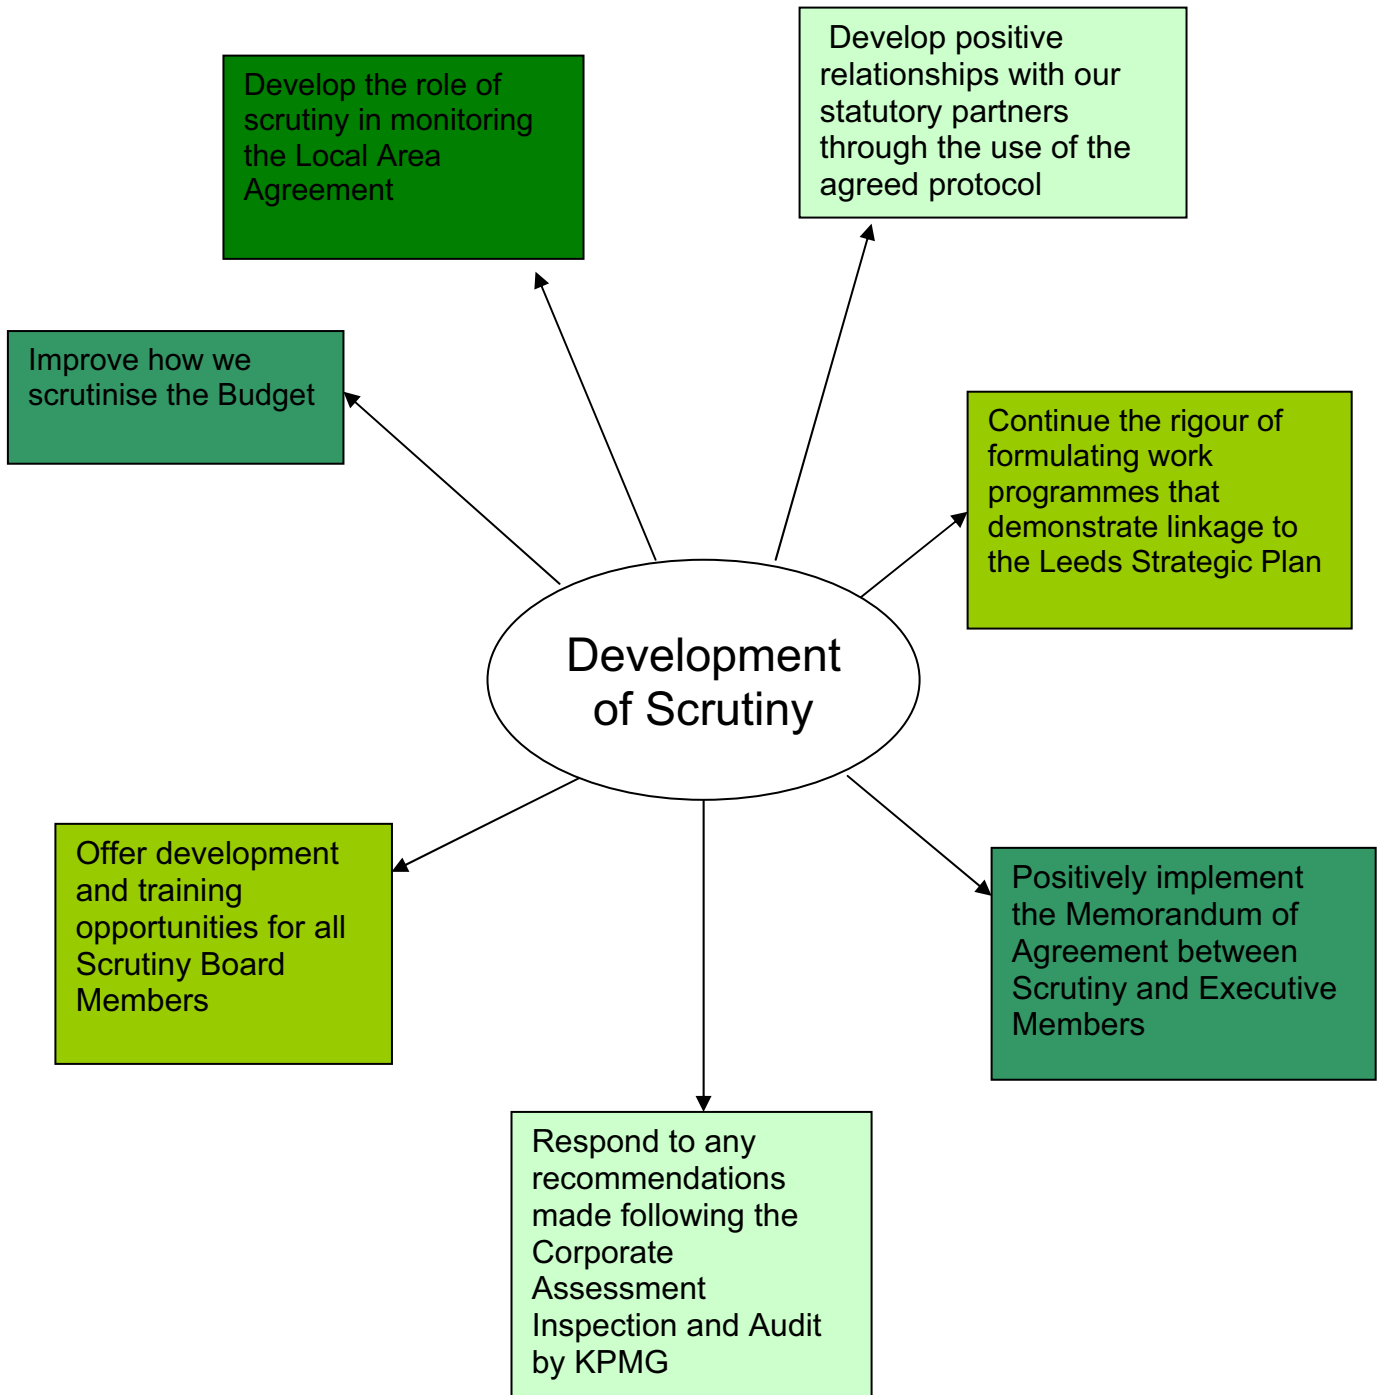 Develop the role of
scrutiny in monitoring
the Local Area
Agreement
Develop positive
relationships with our
statutory partners
through the use of the
agreed protocol
Improve how we
scrutinise the Budget
Continue the rigour of
formulating work
programmes that
demonstrate linkage to
the Leeds Strategic Plan
Development
of Scrutiny
Offer development
and training
opportunities for all
Scrutiny Board
Members
Positively implement
the Memorandum of
Agreement between
Scrutiny and Executive
Members
Respond to any
recommendations
made following the
Corporate
Assessment
Inspection and Audit
by KPMG